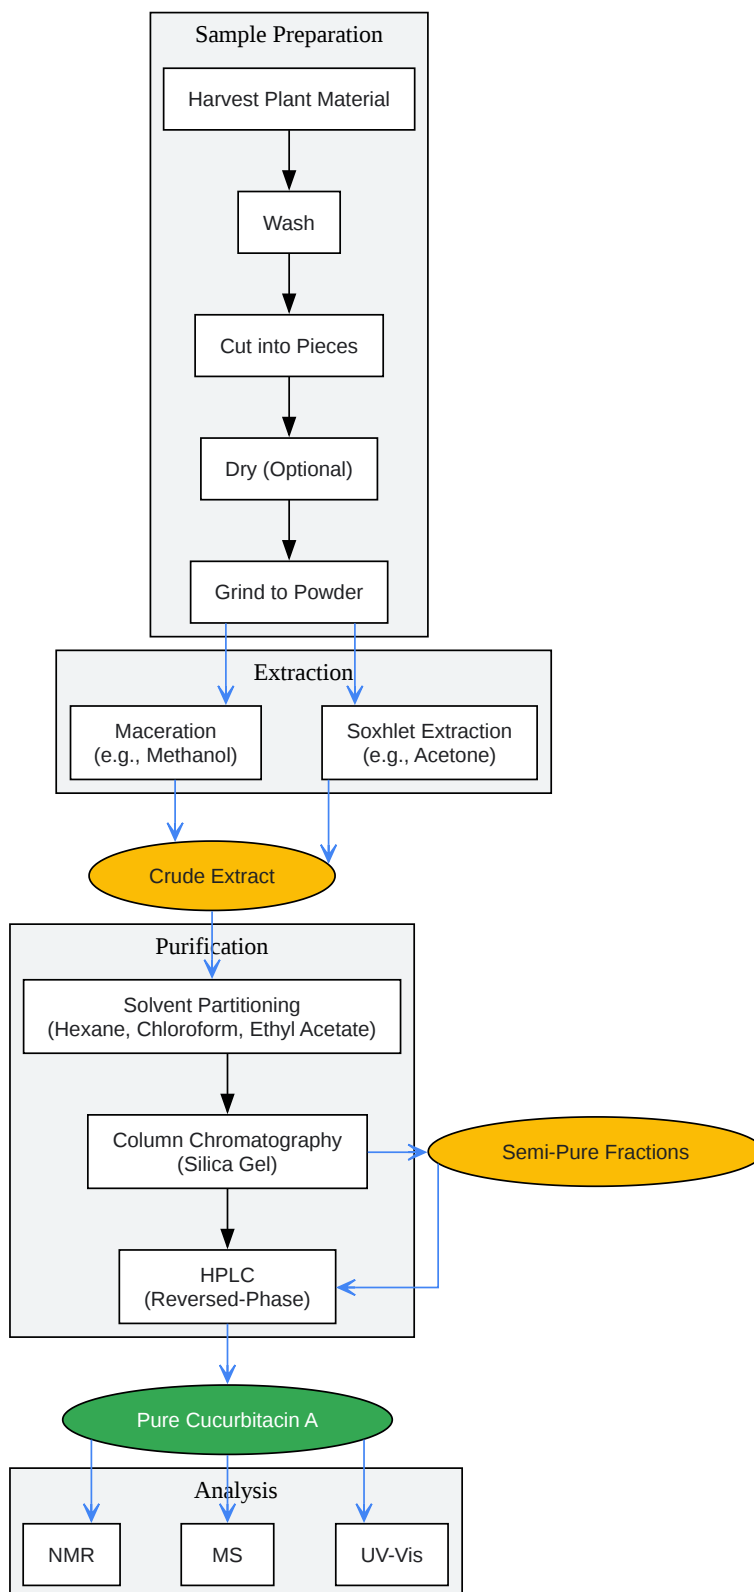 Sample Preparation
Harvest Plant Material
Wash
Cut into Pieces
Dry (Optional)
Grind to Powder
Extraction
Maceration
(e.g., Methanol)
Soxhlet Extraction
(e.g., Acetone)
Crude Extract
Purification
Solvent Partitioning
(Hexane, Chloroform, Ethyl Acetate)
Column Chromatography
(Silica Gel)
Semi-Pure Fractions
HPLC
(Reversed-Phase)
Pure Cucurbitacin A
Analysis
NMR
MS
UV-Vis